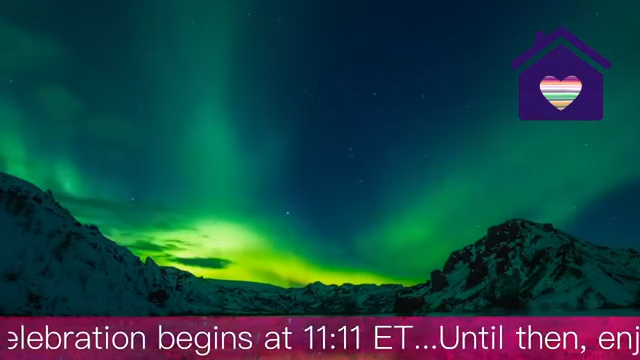 elebration begins at 11:11 ET...Until then, enj